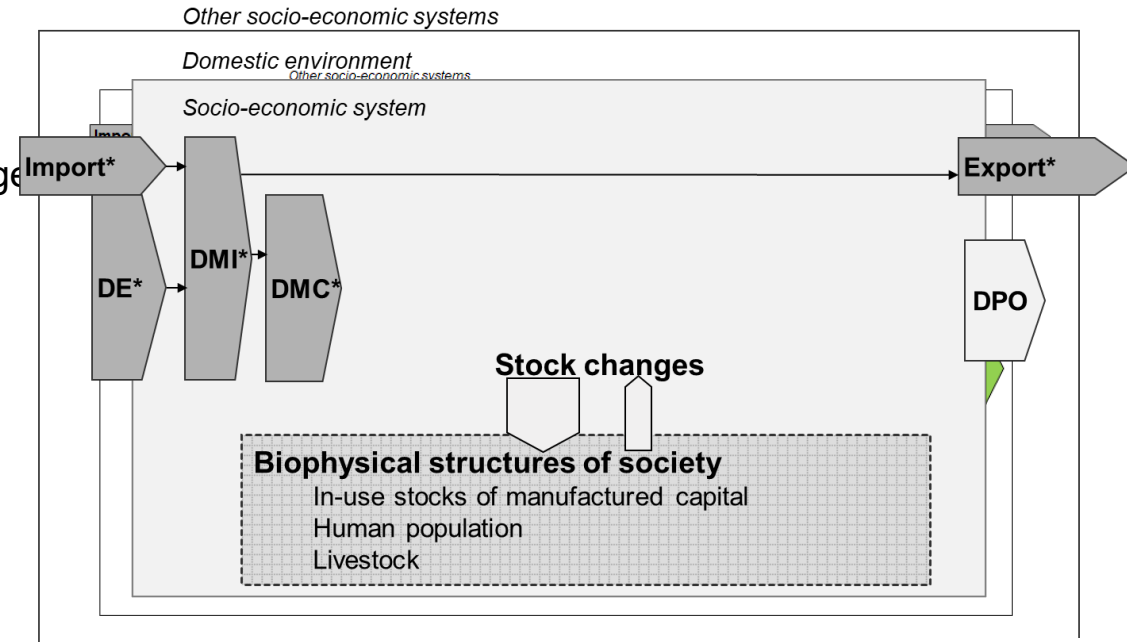 Other socio-economic systems
Domestic environment
Other socio-economic systems
Socio-economic system
Import*
Export*
DMI*
DE*
DMC*
DPO
Stock changes
Biophysical structures of society
In-use stocks of manufactured capital
Human population
Livestock